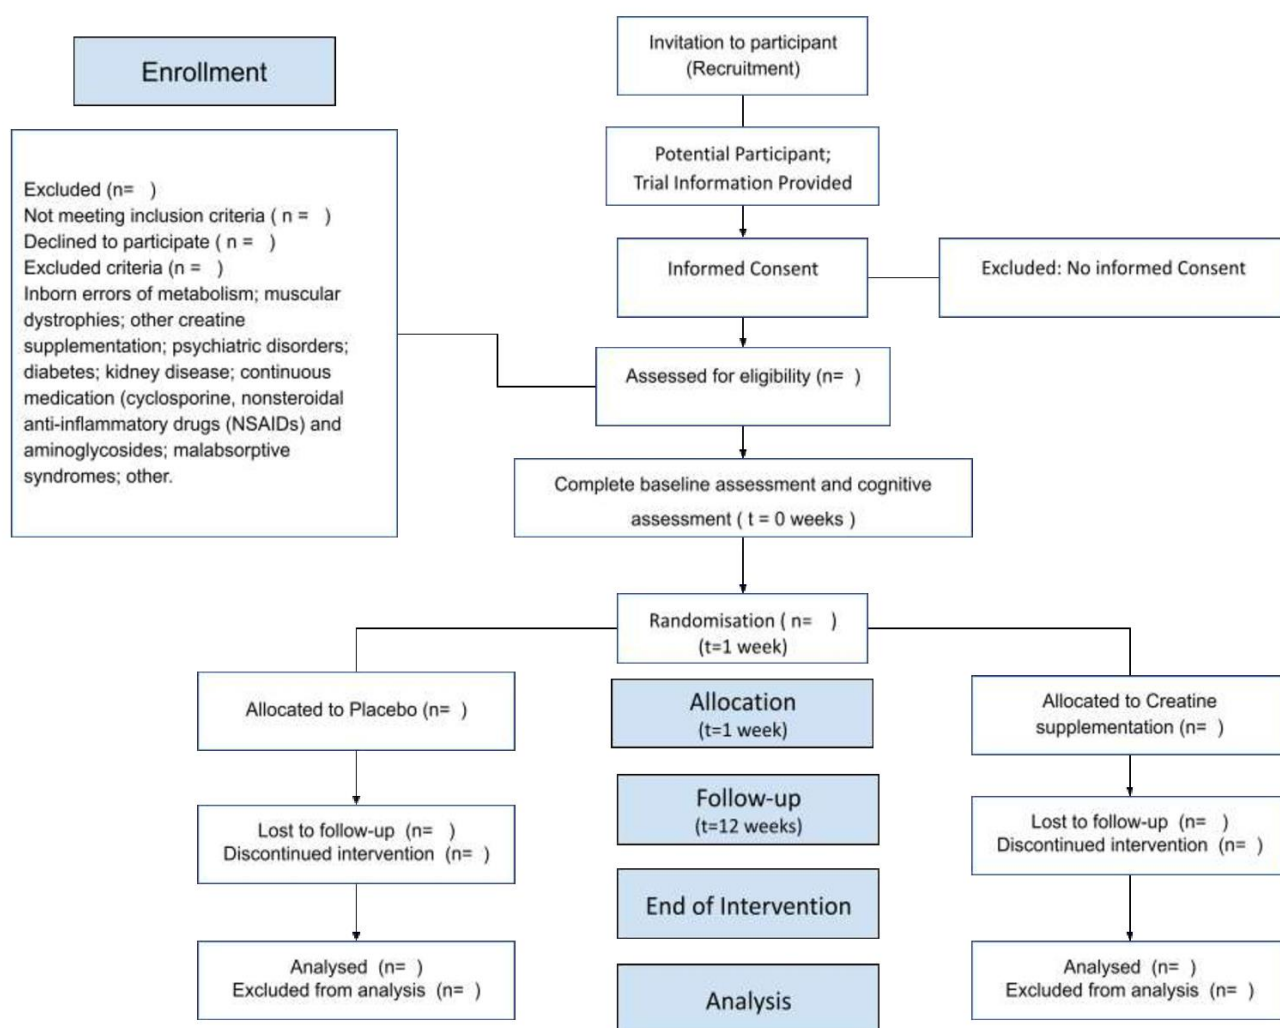 Enrollment
Invitation to participant
(Recruitment)
Potential Participant;
Trial Information Provided
Informed Consent
Excluded: No informed Consent
Excluded (n=   )
Not meeting inclusion criteria ( n =   )
Declined to participate ( n =   )
Excluded criteria (n =   )
Inborn errors of metabolism; muscular
dystrophies; other creatine
supplementation; psychiatric disorders;
diabetes; kidney disease; continuous
medication (cyclosporine, nonsteroidal
anti-inflammatory drugs (NSAIDs) and
aminoglycosides; malabsorptive
syndromes; other.
Assessed for eligibility (n=  )
Complete baseline assessment and cognitive
assessment ( t = 0 weeks )
Randomisation ( n=   )
(t=1 week)
Allocation
(t=1 week)
Allocated to Placebo (n=  )
Allocated to Creatine
supplementation (n=  )
Follow-up
(t=12 weeks)
Lost to follow-up  (n=  )
Discontinued intervention  (n=  )
Lost to follow-up  (n=  )
Discontinued intervention  (n=  )
End of Intervention
Analysed  (n=  )
Excluded from analysis  (n=  )
Analysis
Analysed  (n=  )
Excluded from analysis  (n=  )